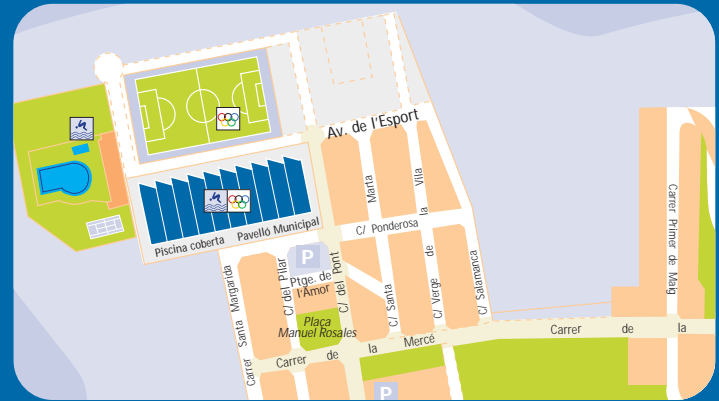 Av. de l'Esport
Marta
Vila
la
C/ Ponderosa
Piscina coberta
Pavelló Municipal
P
Ptge. de
l'Amor
C/ del Pilar
C/ del Pont
Carrer Santa Margarida
C/ Santa
C/ Verge de
C/ Salamanca
Plaça
Manuel Rosales
Carrer de la Mercé
Carrer de la
Carrer Primer de Maig
P